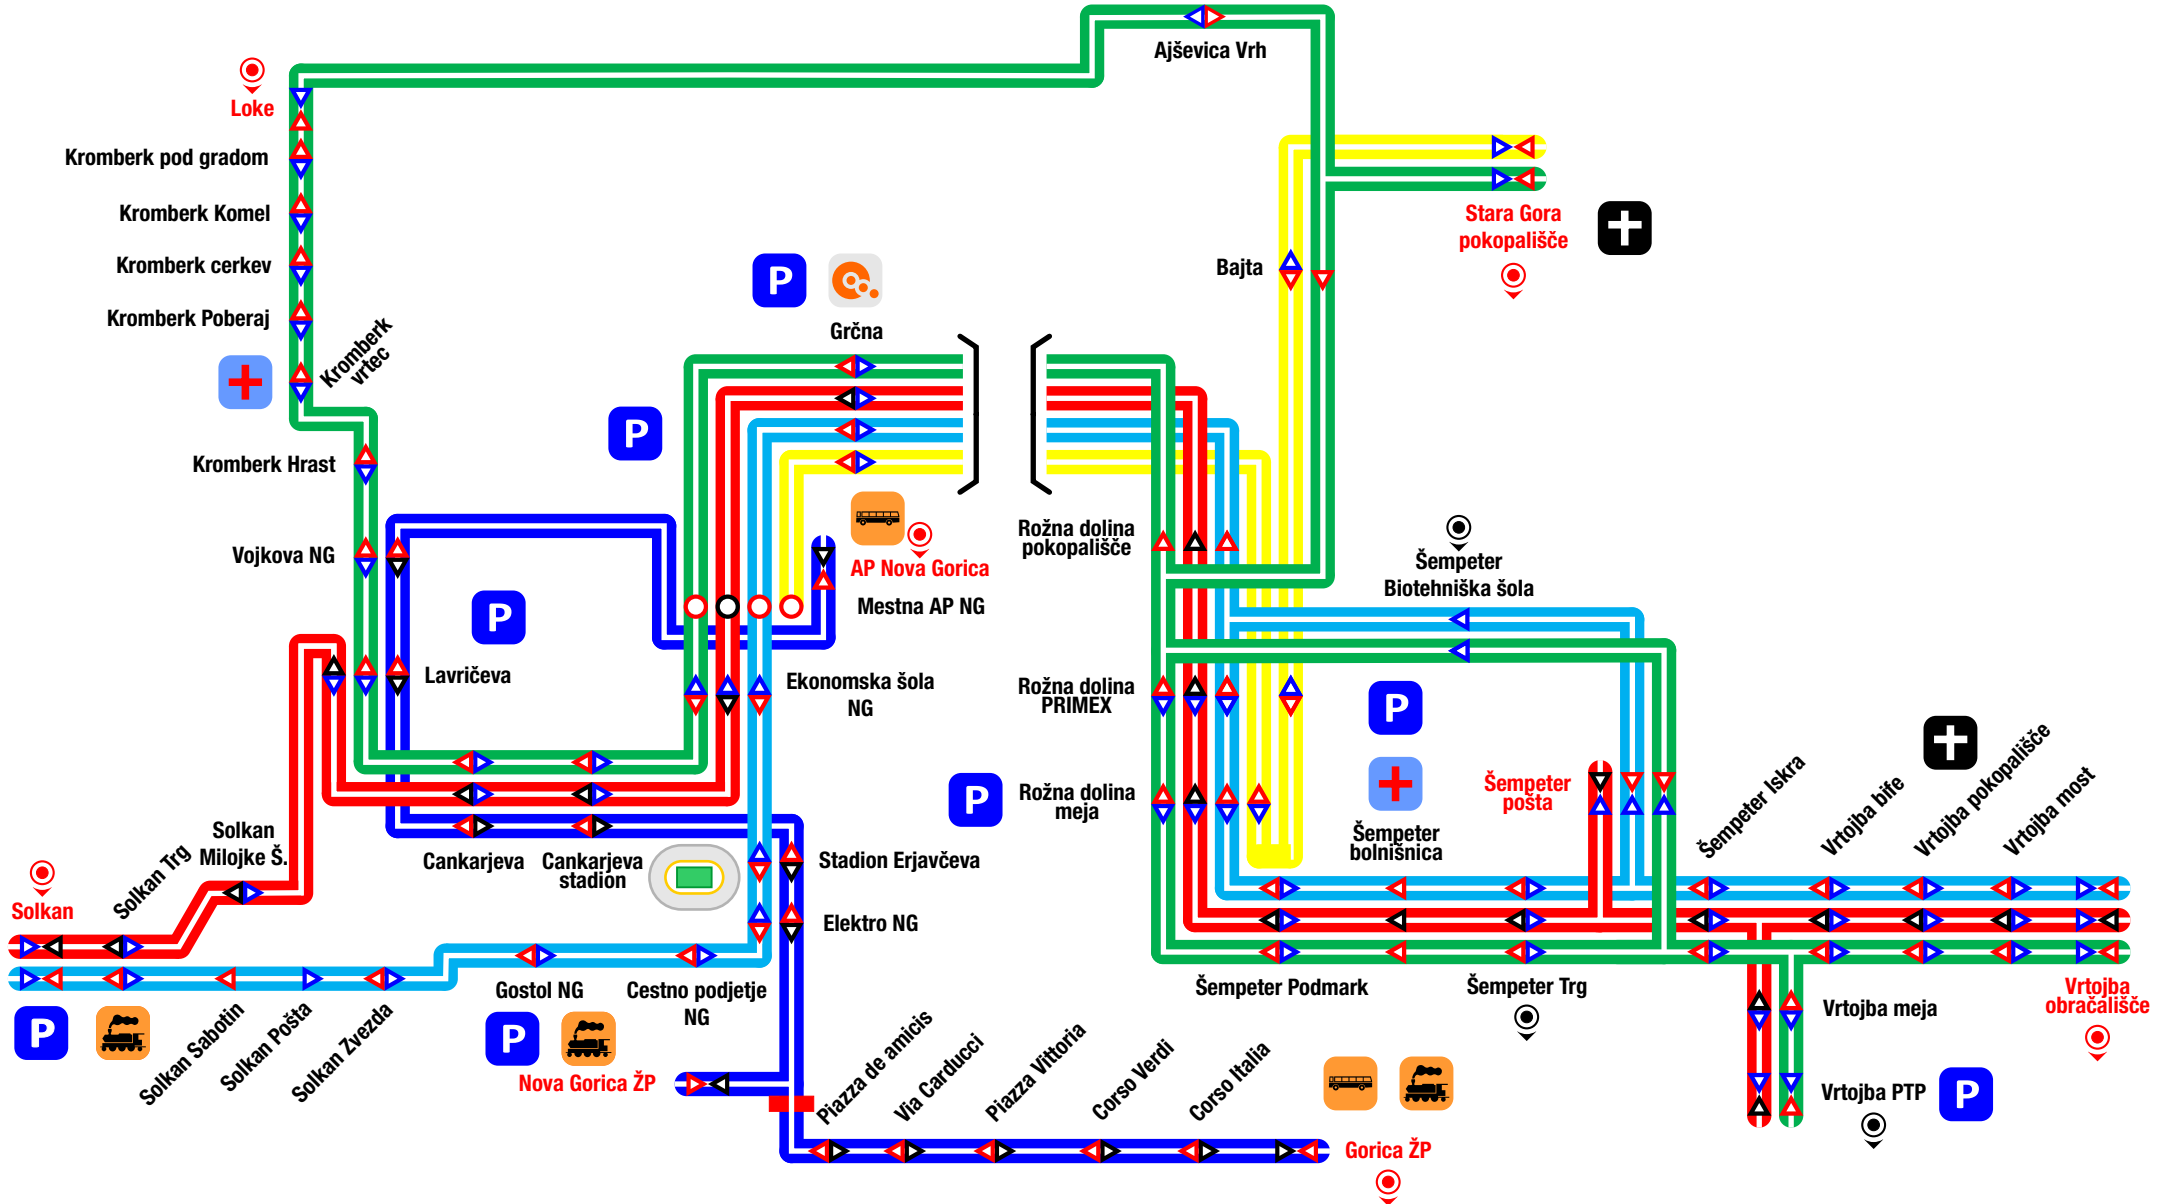 Ajševica Vrh
Loke
Kromberk pod gradom
Kromberk Komel
Kromberk cerkev
Kromberk Poberaj
Kromberk
vrtec
Kromberk Hrast
Vojkova NG
Lavričeva
P
Grčna
P
P
AP Nova Gorica
Mestna AP NG
Ekonomska šola
NG
Bajta
Stara Gora
pokopališče
Rožna dolina
pokopališče
Šempeter
Biotehniška šola
Rožna dolina
PRIMEX
P
Rožna dolina
meja
P
Šempeter
bolnišnica
Šempeter
pošta
Šempeter Iskra
Vrtojba bife
Vrtojba pokopališče
Vrtojba most
Solkan
Solkan Trg
Solkan
Milojke Š.
Cankarjeva
Cankarjeva
stadion
Stadion Erjavčeva
Elektro NG
P
Solkan Sabotin
Solkan Pošta
Solkan Zvezda
Gostol NG
Cestno podjetje
NG
P
Nova Gorica ŽP
Piazza de amicis
Via Carducci
Piazza Vittoria
Corso Verdi
Corso Italia
Gorica ŽP
Šempeter Podmark
Šempeter Trg
Vrtojba meja
Vrtojba
obračališče
Vrtojba PTP
P